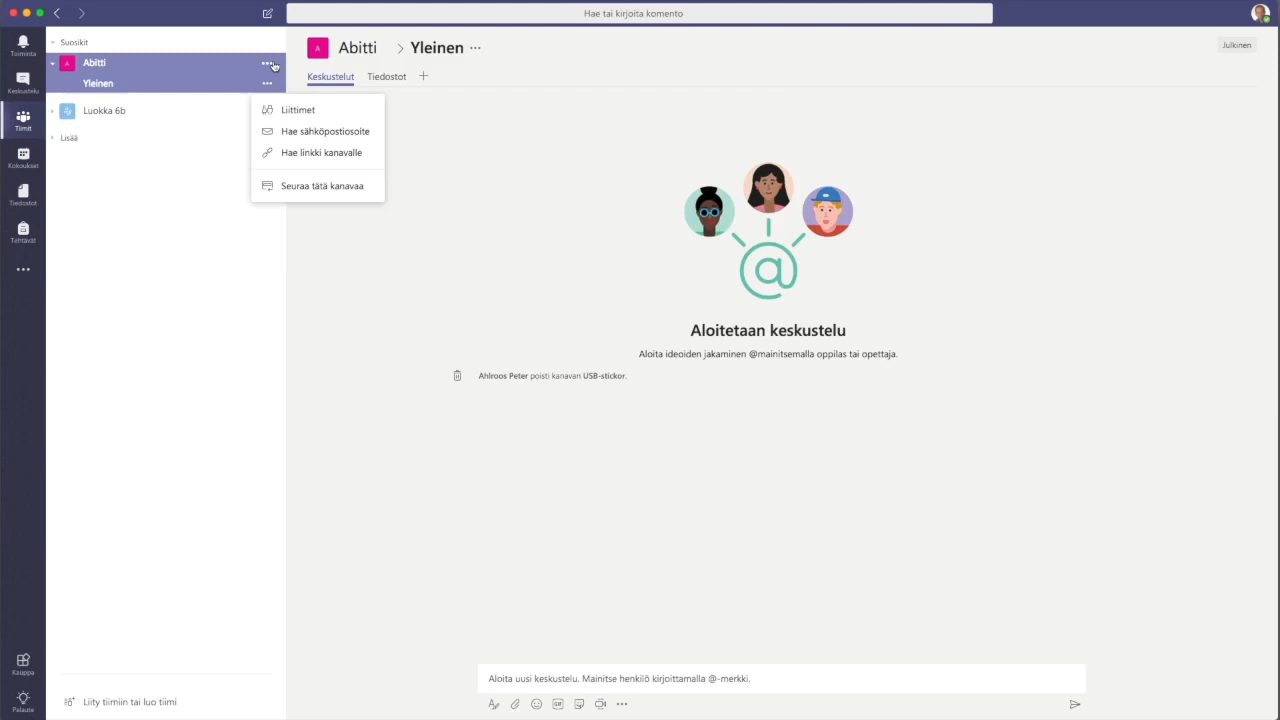 Hae tai kirjoita komento
Toiminta
Keskustelu
Tiimit
Kokoukset
Tiedostot
Tehtävät
Kauppa
Palaute
Suosikit
A
Abitti
Yleinen
Luokka 6b
Lisää
Liity tiimiin tai luo tiimi
Liittimet
Hae sähköpostiosoite
Hae linkki kanavalle
Seuraa tätä kanavaa
A
Abitti > Yleinen ···
Julkinen
Keskustelut Tiedostot +
@
Aloitetaan keskustelu
Aloita ideoiden jakaminen @mainitsemalla oppilas tai opettaja.
Ahlroos Peter poisti kanavan USB-stickor.
Aloita uusi keskustelu. Mainitse henkilö kirjoittamalla @-merkki.
GIF